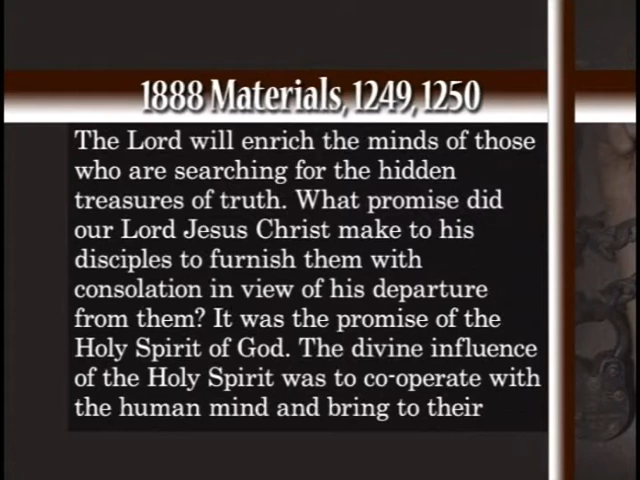 1888 Materials, 1249, 1250
The Lord will enrich the minds of those
who are searching for the hidden
treasures of truth. What promise did
our Lord Jesus Christ make to his
disciples to furnish them with
consolation in view of his departure
from them? It was the promise of the
Holy Spirit of God. The divine influence
of the Holy Spirit was to co-operate with
the human mind and bring to their